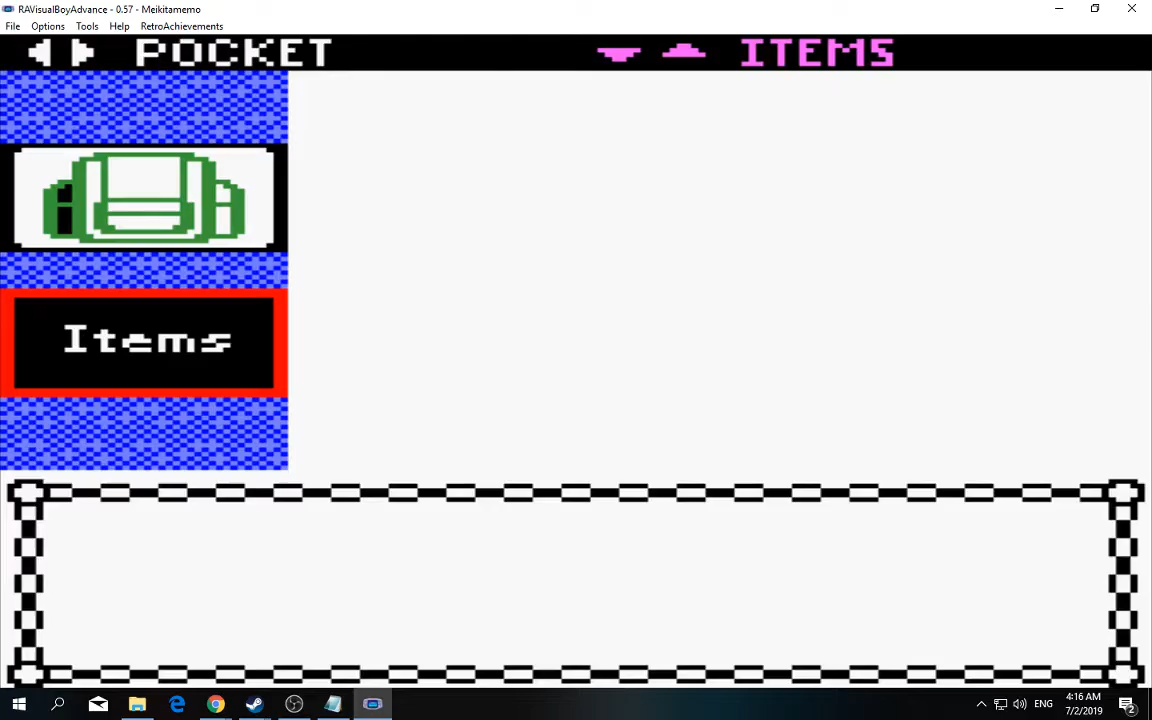 RAVisualBoyAdvance - 0.57 - Meikitamemo
File Options Tools Help RetroAchievements
POCKET ITEMS
Items
4:16 AM
ENG
7/2/2019
2